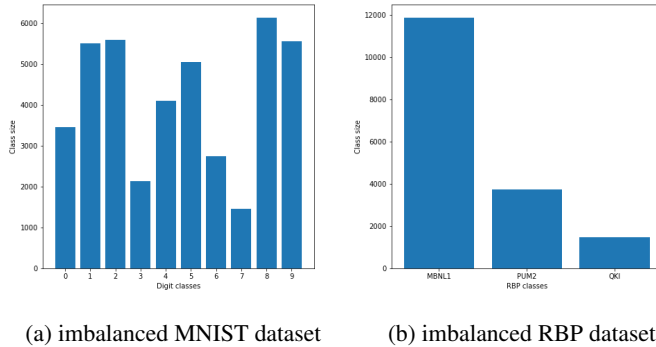 6000
5000
4000
3000
2000
1000
0
Class size
0 1 2 3 4 5 6 7 8 9
Digit classes
12000
10000
8000
6000
4000
2000
0
Class size
MBNL1 PUM2 QKI
RBP classes
(a) imbalanced MNIST dataset
(b) imbalanced RBP dataset